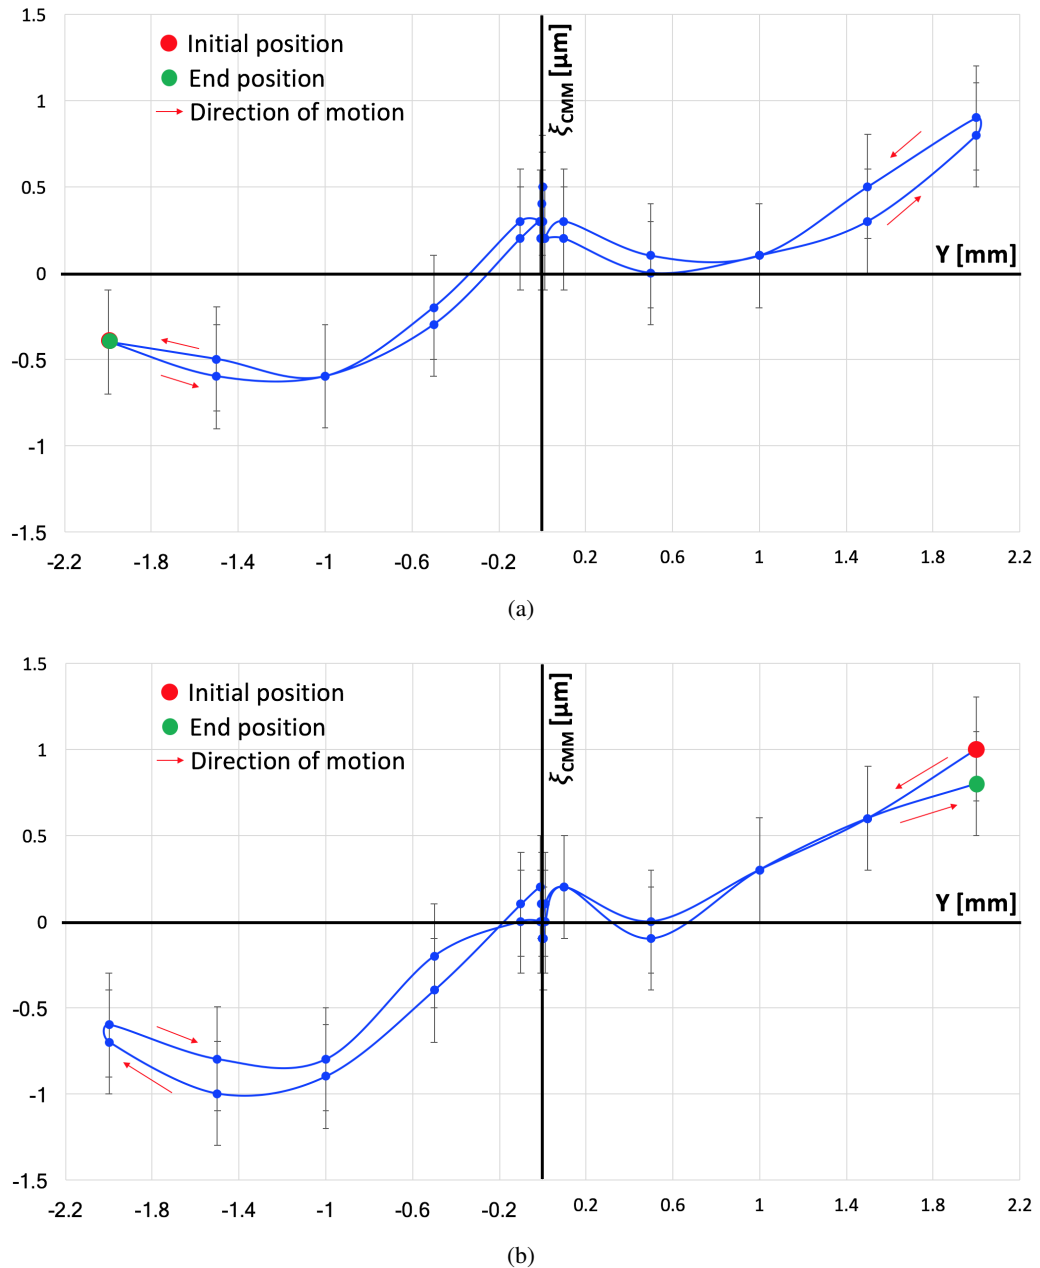 1.5
Initial position
End position
Direction of motion
ξCMM [µm]
1
0.5
Y [mm]
0
-0.5
-1
-1.5
-2.2 -1.8 -1.4 -1 -0.6 -0.2 0.2 0.6 1 1.4 1.8 2.2
(a)
1.5
Initial position
End position
Direction of motion
ξCMM [µm]
1
0.5
Y [mm]
0
-0.5
-1
-1.5
-2.2 -1.8 -1.4 -1 -0.6 -0.2 0.2 0.6 1 1.4 1.8 2.2
(b)